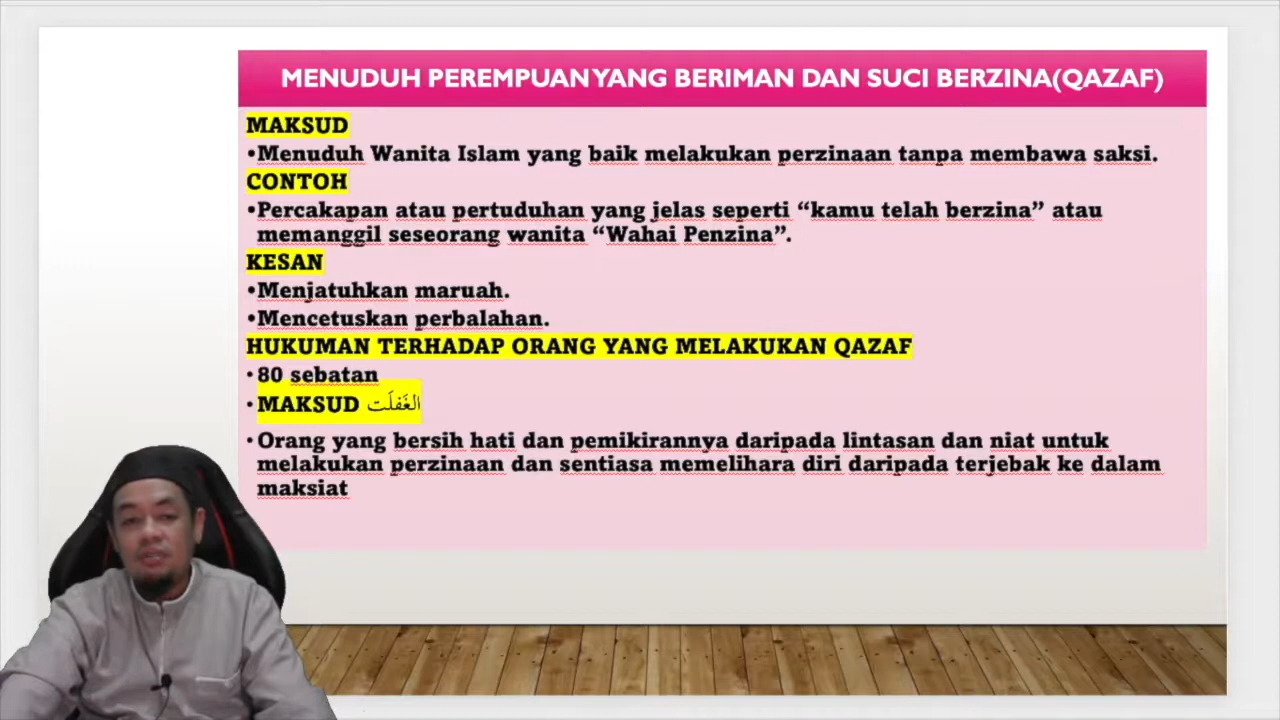 MENUDUH PEREMPUAN YANG BERIMAN DAN SUCI BERZINA(QAZAF)
MAKSUD
•Menuduh Wanita Islam yang baik melakukan perzinaan tanpa membawa saksi.
CONTOH
•Percakapan atau pertuduhan yang jelas seperti “kamu telah berzina” atau
memanggil seseorang wanita “Wahai Penzina”.
KESAN
•Menjatuhkan maruah.
•Mencetuskan perbalahan.
HUKUMAN TERHADAP ORANG YANG MELAKUKAN QAZAF
•80 sebatan
•MAKSUD الغَفلَت
•Orang yang bersih hati dan pemikirannya daripada lintasan dan niat untuk
melakukan perzinaan dan sentiasa memelihara diri daripada terjebak ke dalam
maksiat